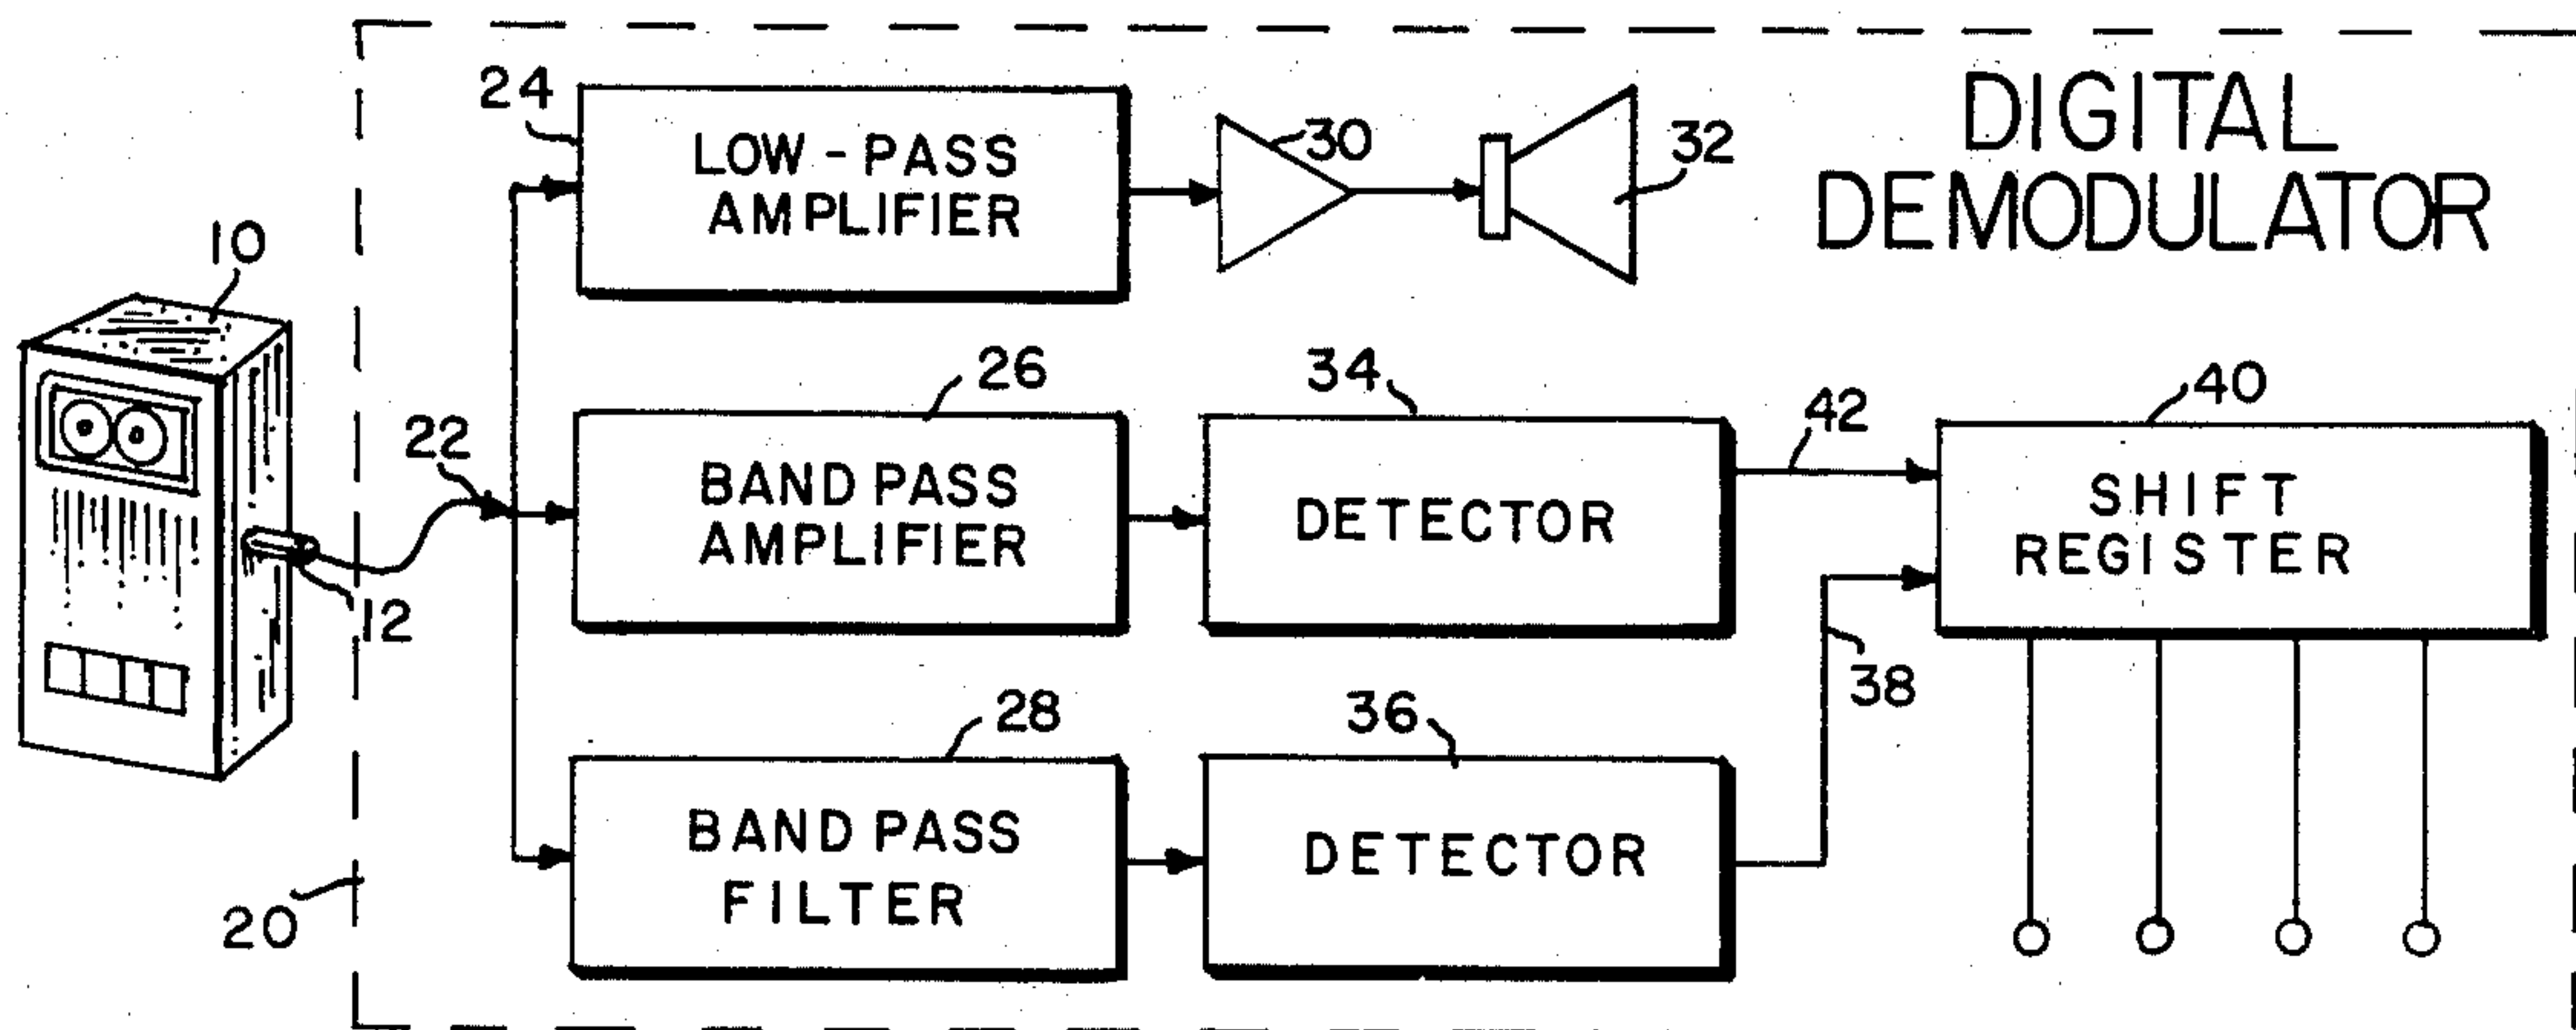 DIGITAL
DEMODULATOR
24
LOW - PASS
AMPLIFIER
30
32
10
26
BAND PASS
AMPLIFIER
34
DETECTOR
42
40
SHIFT
REGISTER
22
12
38
28
BAND PASS
FILTER
36
DETECTOR
20